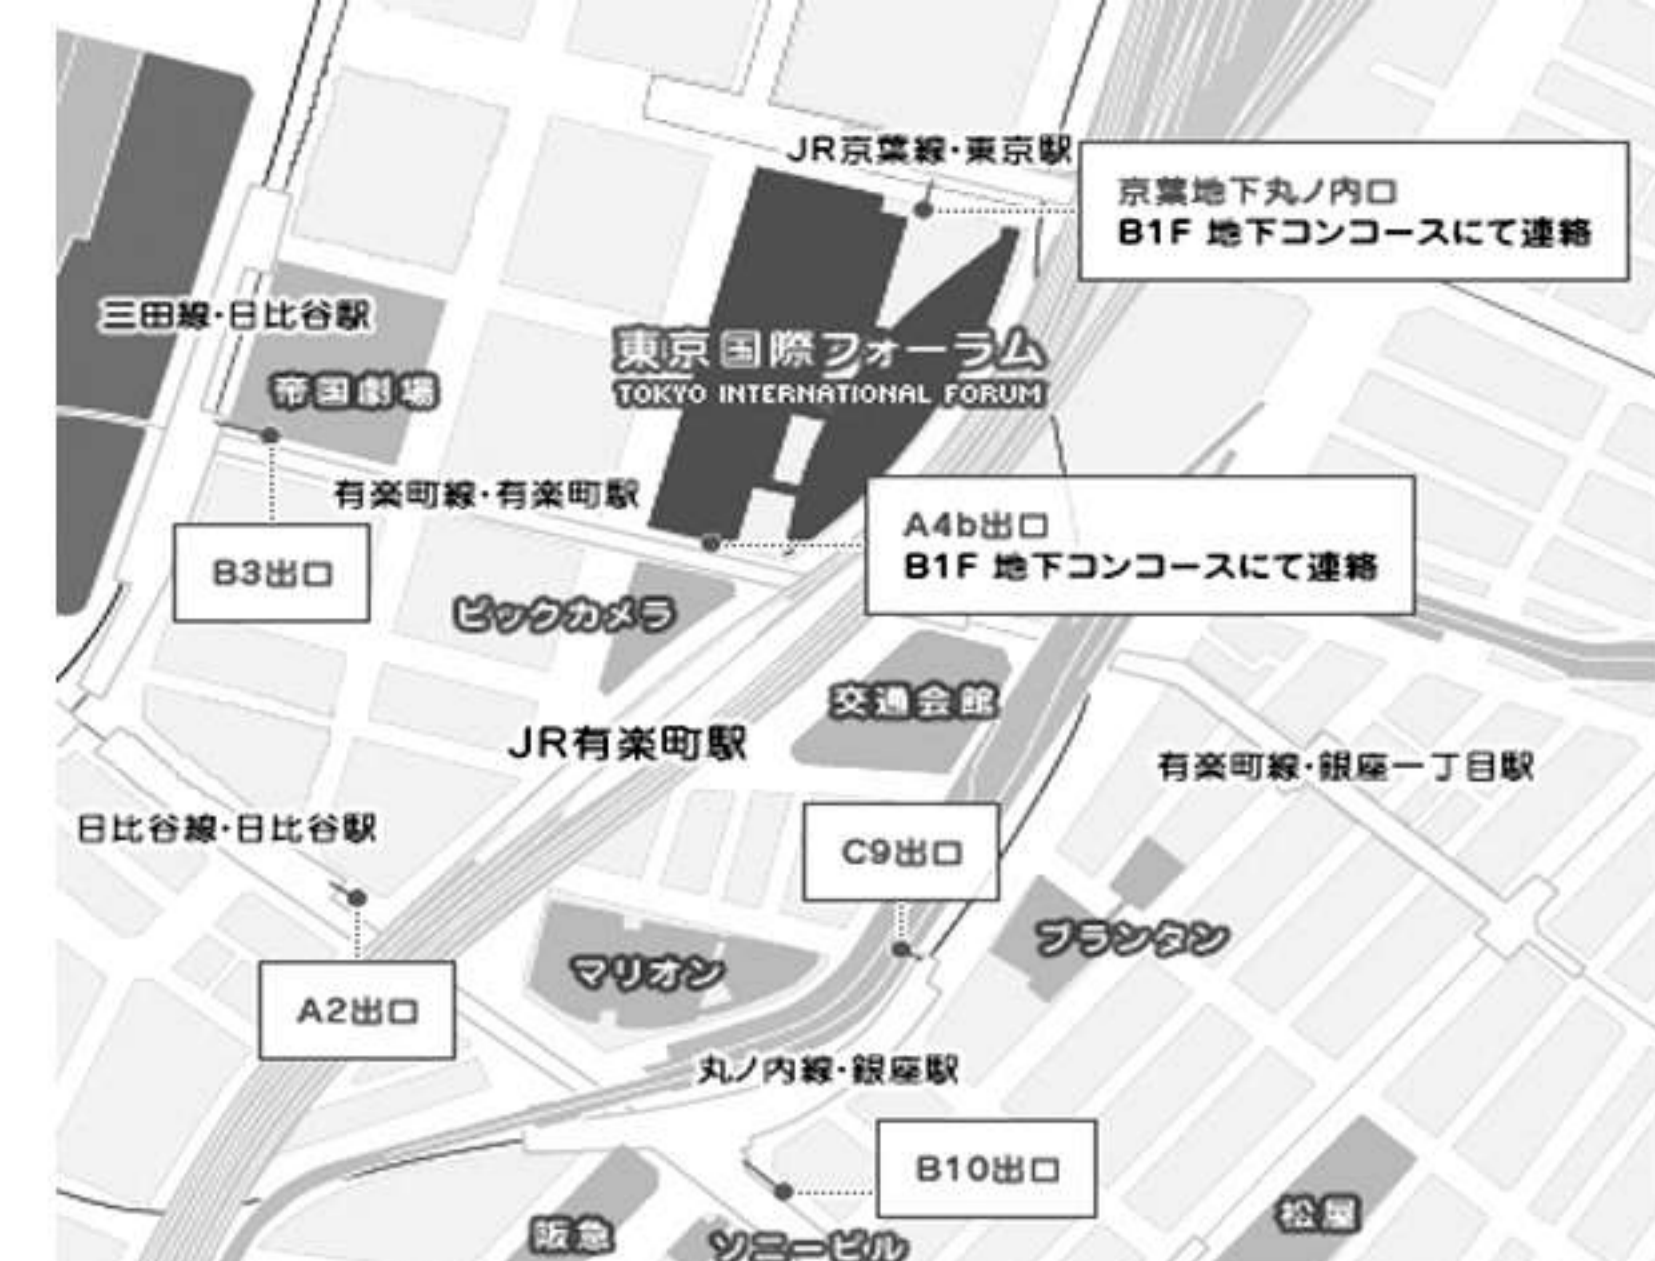 JR京葉線・東京駅
京葉地下丸ノ内口
B1F 地下コンコースにて連絡
三田線・日比谷駅
東京国際フォーラム
TOKYO INTERNATIONAL FORUM
帝国劇場
有楽町線・有楽町駅
A4b出口
B1F 地下コンコースにて連絡
B3出口
ビックカメラ
交通会館
JR有楽町駅
有楽町線・銀座一丁目駅
日比谷線・日比谷駅
C9出口
プランタン
マリオン
A2出口
丸ノ内線・銀座駅
B10出口
松屋
阪急
ソニービル